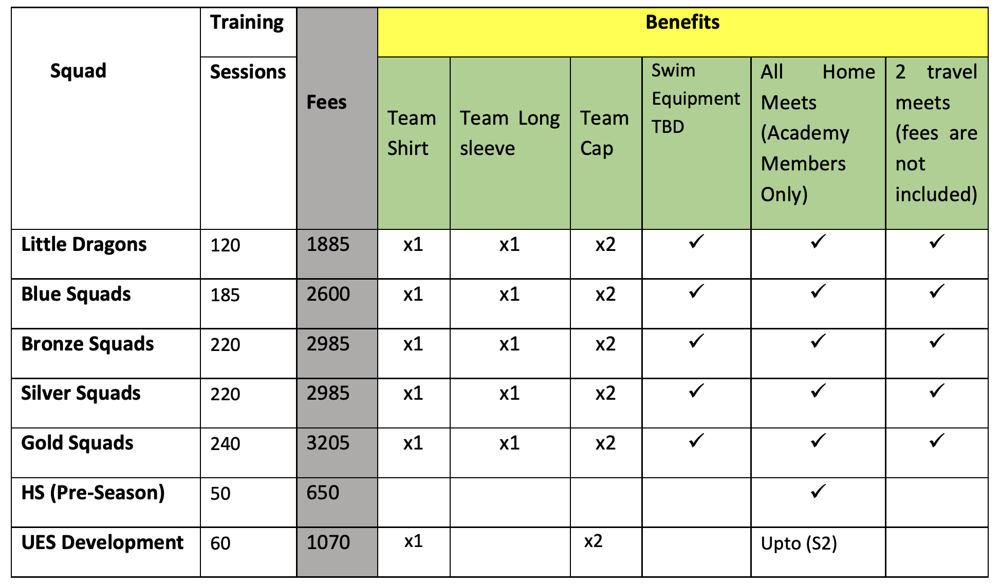 Training
Benefits
Squad
Sessions
Fees
Team
Shirt
Team Long
sleeve
Team
Cap
Swim
Equipment
TBD
All Home
Meets
(Academy
Members
Only)
2 travel
meets
(fees are
not
included)
Little Dragons 120 1885 x1 x1 x2 ✓ ✓ ✓
Blue Squads 185 2600 x1 x1 x2 ✓ ✓ ✓
Bronze Squads 220 2985 x1 x1 x2 ✓ ✓ ✓
Silver Squads 220 2985 x1 x1 x2 ✓ ✓ ✓
Gold Squads 240 3205 x1 x1 x2 ✓ ✓ ✓
HS (Pre-Season) 50 650 ✓
UES Development 60 1070 x1 x2 Upto (S2)